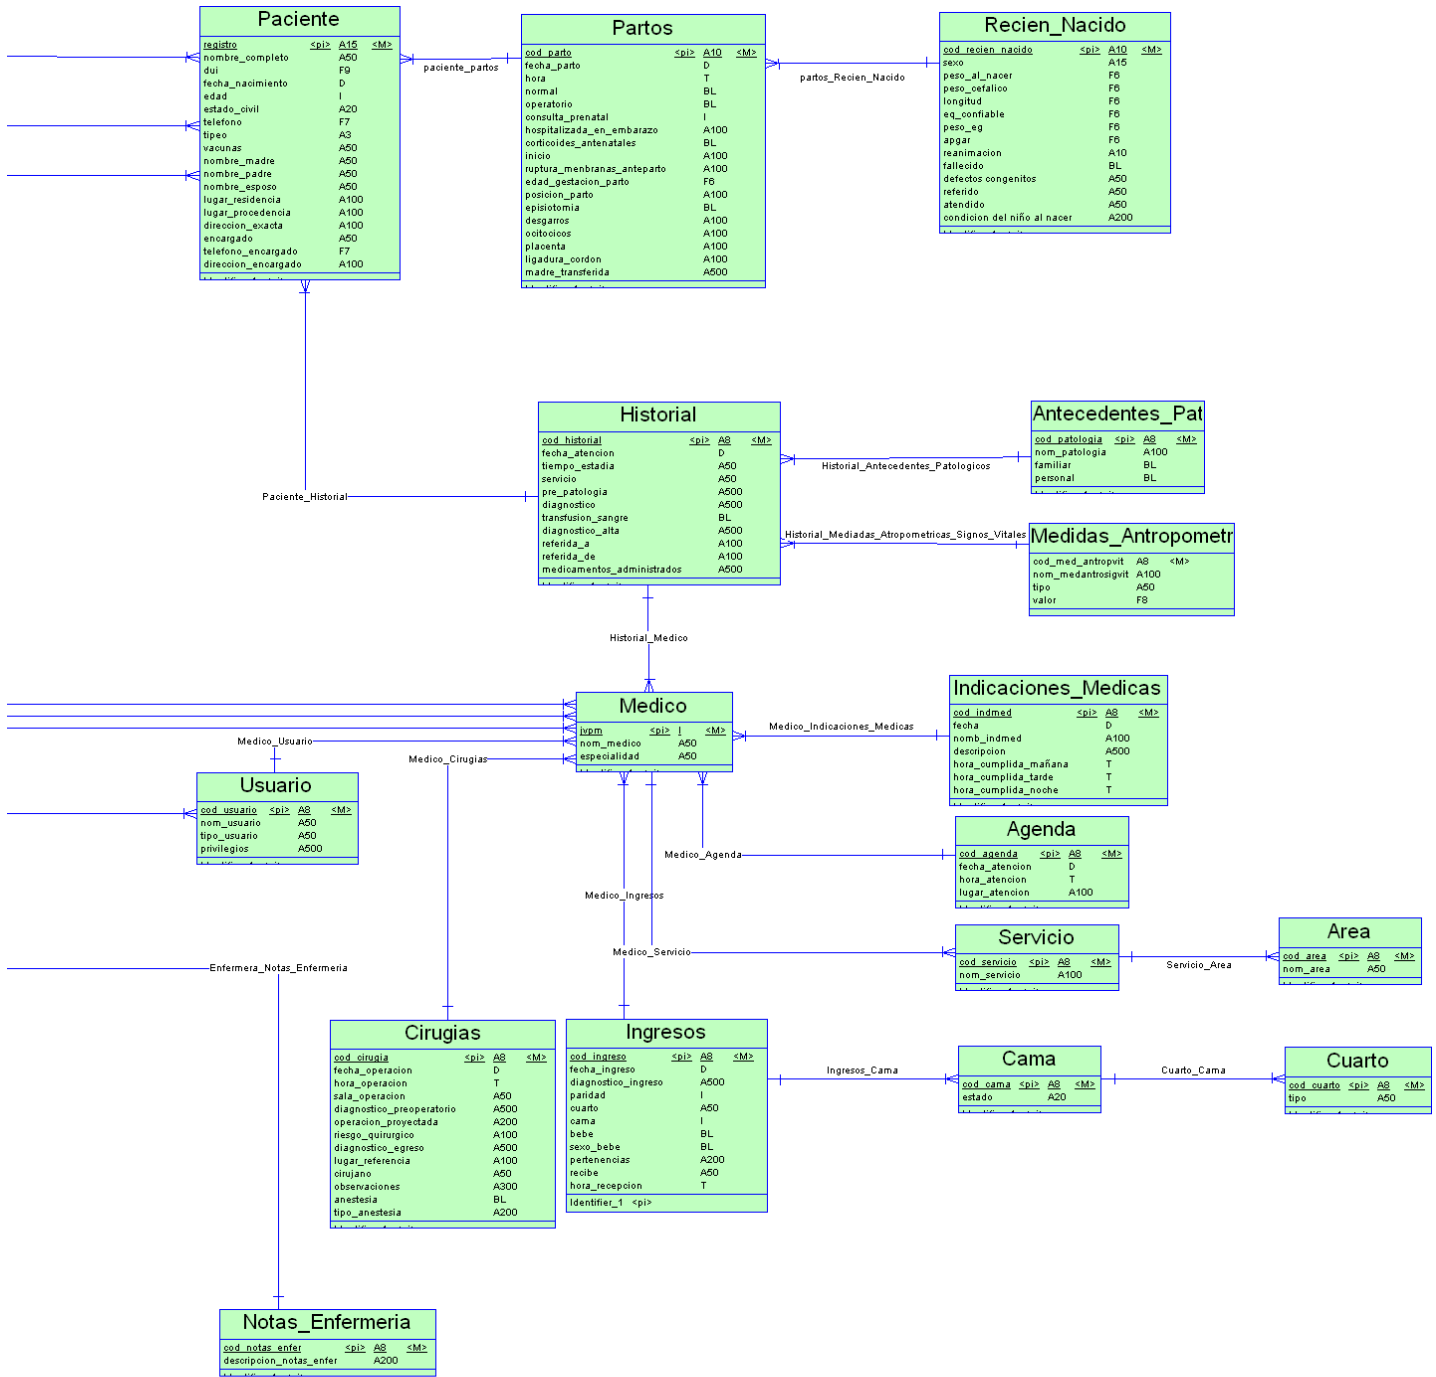 Paciente
registro <pi> A15 <M>
nombre_completo A50
dui F9
fecha_nacimiento D
edad I
estado_civil A20
telefono F7
tipeo A3
vacunas A50
nombre_madre A50
nombre_padre A50
nombre_esposo A50
lugar_residencia A100
lugar_procedencia A100
direccion_exacta A100
encargado A50
telefono_encargado F7
direccion_encargado A100
paciente_partos
Partos
cod_parto <pi> A10 <M>
fecha_parto D
hora T
normal BL
operatorio BL
consulta_prenatal I
hospitalizada_en_embarazo A100
corticoides_antenatales BL
inicio A100
ruptura_menbranas_anteparto A100
edad_gestacion_parto F6
posicion_parto A100
episiotomia BL
desgarros A100
ocitocicos A100
placenta A100
ligadura_cordon A100
madre_transferida A500
partos_Recien_Nacido
Recien_Nacido
cod_recien_nacido <pi> A10 <M>
sexo A15
peso_al_nacer F6
peso_cefalico F6
longitud F6
eq_confiable F6
peso_eg F6
apgar F6
reanimacion A10
fallecido BL
defectos congenitos A50
referido A50
atendido A50
condicion del niño al nacer A200
Paciente_Historial
Historial
cod_historial <pi> A8 <M>
fecha_atencion D
tiempo_estadia A50
servicio A50
pre_patologia A500
diagnostico A500
transfusion_sangre BL
diagnostico_alta A500
referida_a A100
referida_de A100
medicamentos_administrados A500
Historial_Antecedentes_Patologicos
Antecedentes_Pat
cod_patologia <pi> A8 <M>
nom_patologia A100
familiar BL
personal BL
Historial_Mediadas_Atropometricas_Signos_Vitales
Medidas_Antropometr
cod_med_antropvit A8 <M>
nom_medantrosigvit A100
tipo A50
valor F8
Historial_Medico
Medico
jvpm <pi> I <M>
nom_medico A50
especialidad A50
Medico_Indicaciones_Medicas
Indicaciones_Medicas
cod_indmed <pi> A8 <M>
fecha D
nomb_indmed A100
descripcion A500
hora_cumplida_mañana T
hora_cumplida_tarde T
hora_cumplida_noche T
Medico_Usuario
Usuario
cod_usuario <pi> A8 <M>
nom_usuario A50
tipo_usuario A50
privilegios A500
Medico_Cirugias
Medico_Agenda
Agenda
cod_agenda <pi> A8 <M>
fecha_atencion D
hora_atencion T
lugar_atencion A100
Medico_Ingresos
Medico_Servicio
Servicio
cod_servicio <pi> A8 <M>
nom_servicio A100
Servicio_Area
Area
cod_area <pi> A8 <M>
nom_area A50
Enfermera_Notas_Enfermeria
Cirugias
cod_cirugia <pi> A8 <M>
fecha_operacion D
hora_operacion T
sala_operacion A50
diagnostico_preoperatorio A500
operacion_proyectada A200
riesgo_quirurgico A100
diagnostico_egreso A500
lugar_referencia A100
cirujano A50
observaciones A300
anestesia BL
tipo_anestesia A200
Ingresos
cod_ingreso <pi> A8 <M>
fecha_ingreso D
diagnostico_ingreso A500
paridad I
cuarto A50
cama I
bebe BL
sexo_bebe BL
pertenencias A200
recibe A50
hora_recepcion T
Identifier_1 <pi>
Ingresos_Cama
Cama
cod_cama <pi> A8 <M>
estado A20
Cuarto_Cama
Cuarto
cod_cuarto <pi> A8 <M>
tipo A50
Notas_Enfermeria
cod_notas_enfer <pi> A8 <M>
descripcion_notas_enfer A200